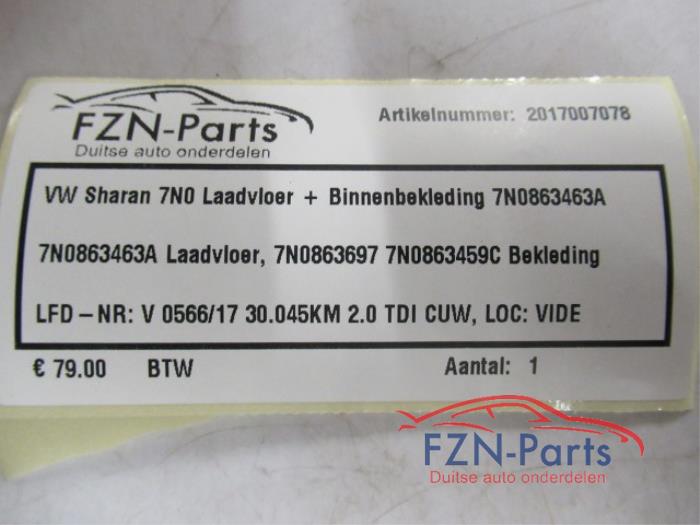 FZN-Parts
Duitse auto onderdelen
Artikelnummer: 2017007078
VW Sharan 7N0 Laadvloer + Binnenbekleding 7N0863463A
7N0863463A Laadvloer, 7N0863697 7N0863459C Bekleding
LFD-NR: V 0566/17 30.045KM 2.0 TDI CUW, LOC: VIDE
€ 79.00 BTW Aantal: 1
FZN-Parts
Duitse auto onderdelen